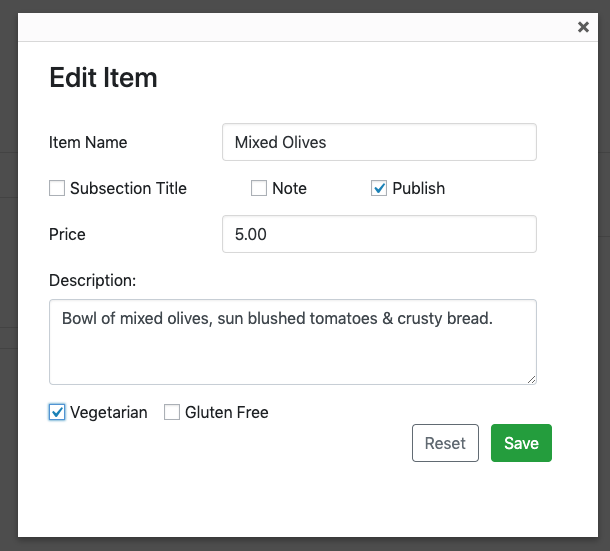 ×
Edit Item
Item Name Mixed Olives
Subsection Title Note Publish
Price 5.00
Description:
Bowl of mixed olives, sun blushed tomatoes & crusty bread.
Vegetarian Gluten Free
Reset Save